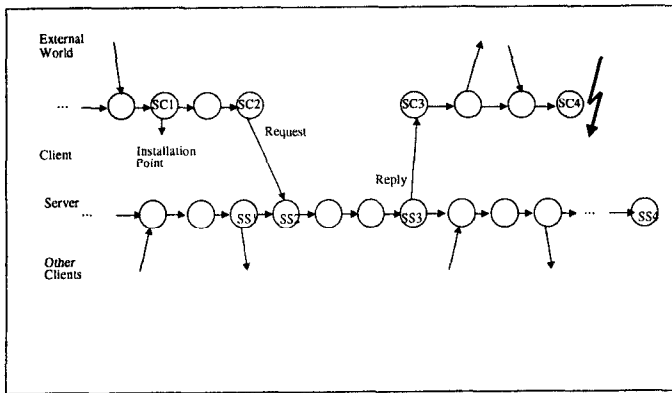 External
World
...
SC1
SC2
SC3
SC4
Request
Installation
Point
Client
Reply
Server
...
SS1
SS2
SS3
...
SS4
Other
Clients